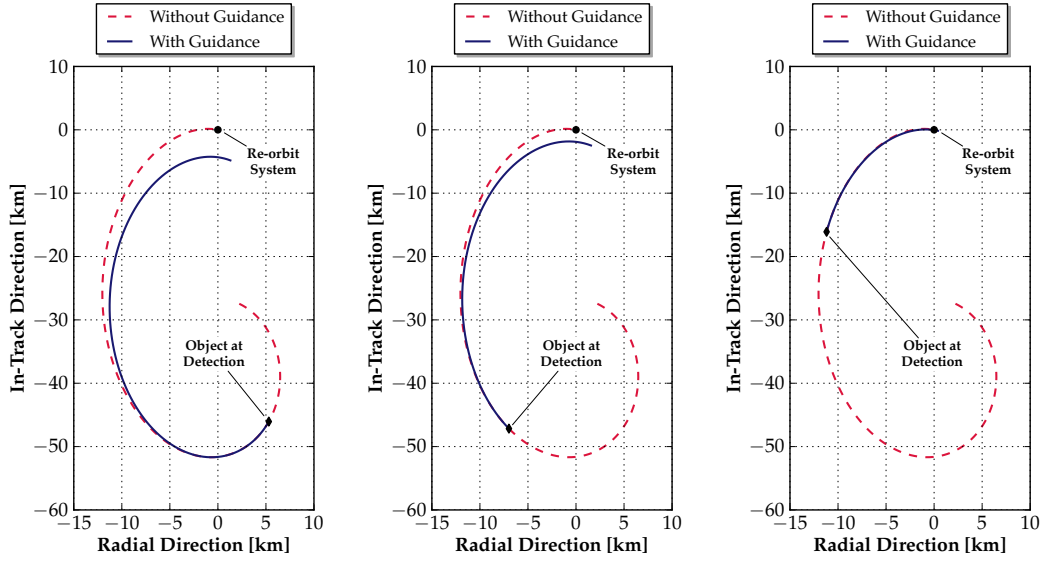 Without Guidance
With Guidance
10
0
−10
−20
−30
−40
−50
−60
−15
−10
−5
0
5
10
In-Track Direction [km]
Radial Direction [km]
Re-orbit
System
Object at
Detection
Without Guidance
With Guidance
10
0
−10
−20
−30
−40
−50
−60
−15
−10
−5
0
5
10
In-Track Direction [km]
Radial Direction [km]
Re-orbit
System
Object at
Detection
Without Guidance
With Guidance
10
0
−10
−20
−30
−40
−50
−60
−15
−10
−5
0
5
10
In-Track Direction [km]
Radial Direction [km]
Re-orbit
System
Object at
Detection